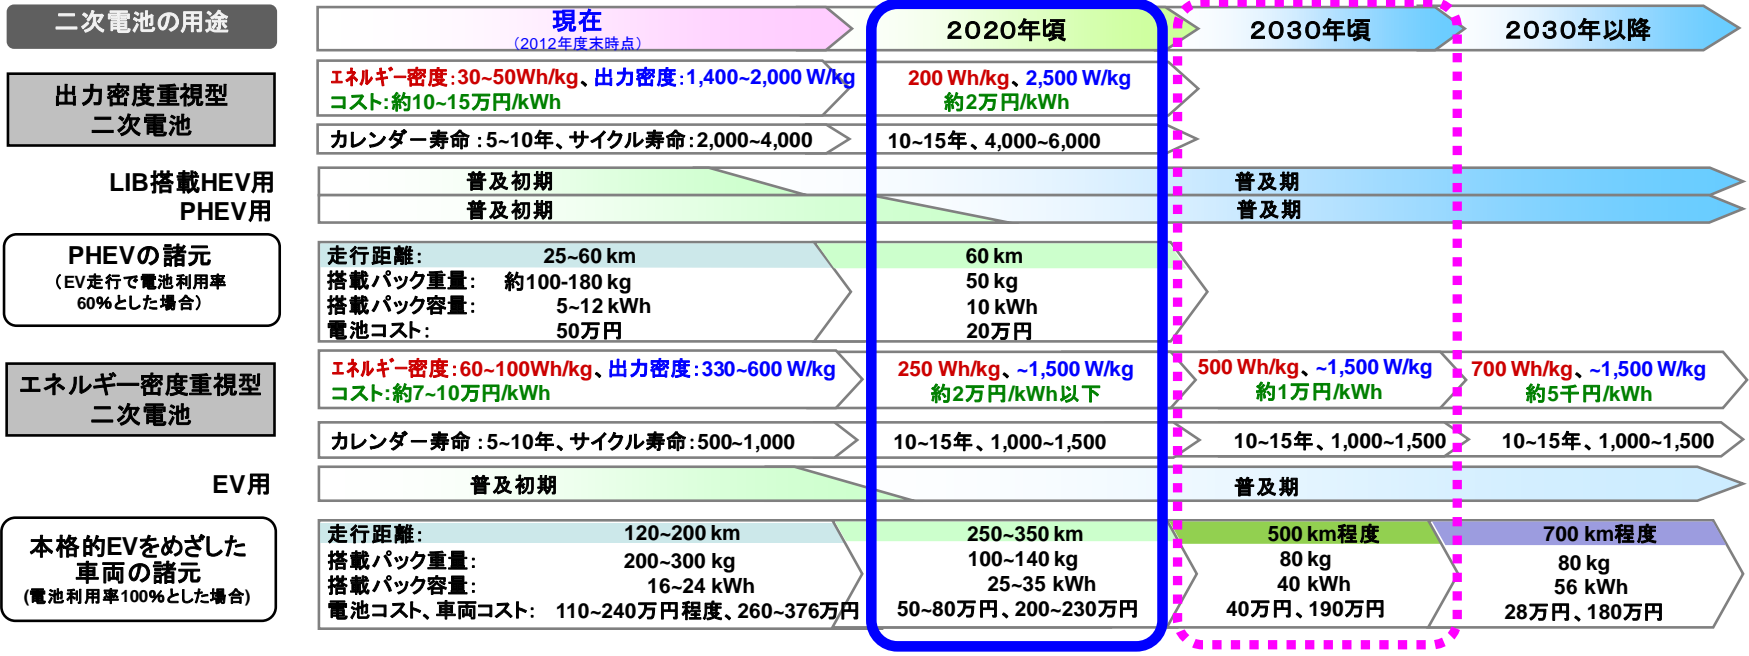 二次電池の用途
現在
（2012年度末時点）
2020年頃
2030年頃
2030年以降
出力密度重視型
二次電池
エネルギー密度:30~50Wh/kg、出力密度:1,400~2,000 W/kg
コスト:約10~15万円/kWh
200 Wh/kg、2,500 W/kg
約2万円/kWh
カレンダー寿命：5~10年、サイクル寿命：2,000~4,000
10~15年、4,000~6,000
LIB搭載HEV用
普及初期
普及期
PHEV用
普及初期
普及期
PHEVの諸元
（EV走行で電池利用率
60%とした場合）
走行距離： 25~60 km
搭載パック重量： 約100-180 kg
搭載パック容量： 5~12 kWh
電池コスト： 50万円
60 km
50 kg
10 kWh
20万円
エネルギー密度重視型
二次電池
エネルギー密度:60~100Wh/kg、出力密度:330~600 W/kg
コスト:約7~10万円/kWh
250 Wh/kg、~1,500 W/kg
約2万円/kWh以下
500 Wh/kg、~1,500 W/kg
約1万円/kWh
700 Wh/kg、~1,500 W/kg
約5千円/kWh
カレンダー寿命：5~10年、サイクル寿命：500~1,000
10~15年、1,000~1,500
10~15年、1,000~1,500
10~15年、1,000~1,500
EV用
普及初期
普及期
本格的EVをめざした
車両の諸元
(電池利用率100%とした場合)
走行距離： 120~200 km
搭載パック重量： 200~300 kg
搭載パック容量： 16~24 kWh
電池コスト、車両コスト： 110~240万円程度、260~376万円
250~350 km
100~140 kg
25~35 kWh
50~80万円、200~230万円
500 km程度
80 kg
40 kWh
40万円、190万円
700 km程度
80 kg
56 kWh
28万円、180万円